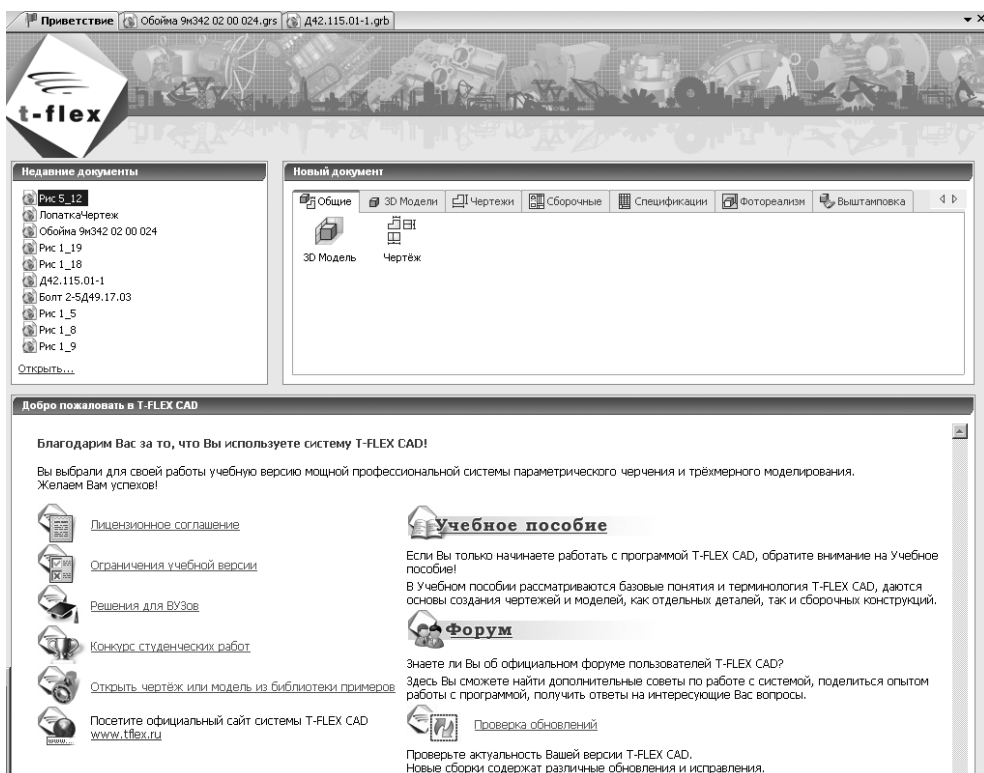 Приветствие Обойма 9м342 02 00 024.grs Д42.115.01-1.grb
t-flex
Недавние документы
Рис 5_12
ЛопаткаЧертеж
Обойма 9м342 02 00 024
Рис 1_19
Рис 1_18
Д42.115.01-1
Болт 2-5Д49.17.03
Рис 1_5
Рис 1_8
Рис 1_9
Открыть...
Новый документ
Общие 3D Модели Чертежи Сборочные Спецификации Фотореализм Выштамповка
3D Модель Чертёж
Добро пожаловать в T-FLEX CAD
Благодарим Вас за то, что Вы используете систему T-FLEX CAD!
Вы выбрали для своей работы учебную версию мощной профессиональной системы параметрического черчения и трёхмерного моделирования.
Желаем Вам успехов!
Лицензионное соглашение
Ограничения учебной версии
Решения для ВУЗов
Конкурс студенческих работ
Открыть чертёж или модель из библиотеки примеров
Посетите официальный сайт системы T-FLEX CAD
www.tflex.ru
www...
Учебное пособие
Если Вы только начинаете работать с программой T-FLEX CAD, обратите внимание на Учебное
пособие!
В Учебном пособии рассматриваются базовые понятия и терминология T-FLEX CAD, даются
основы создания чертежей и моделей, как отдельных деталей, так и сборочных конструкций.
Форум
Знаете ли Вы об официальном форуме пользователей T-FLEX CAD?
Здесь Вы сможете найти дополнительные советы по работе с системой, поделиться опытом
работы с программой, получить ответы на интересующие Вас вопросы.
Проверка обновлений
Проверьте актуальность Вашей версии T-FLEX CAD.
Новые сборки содержат различные обновления и исправления.